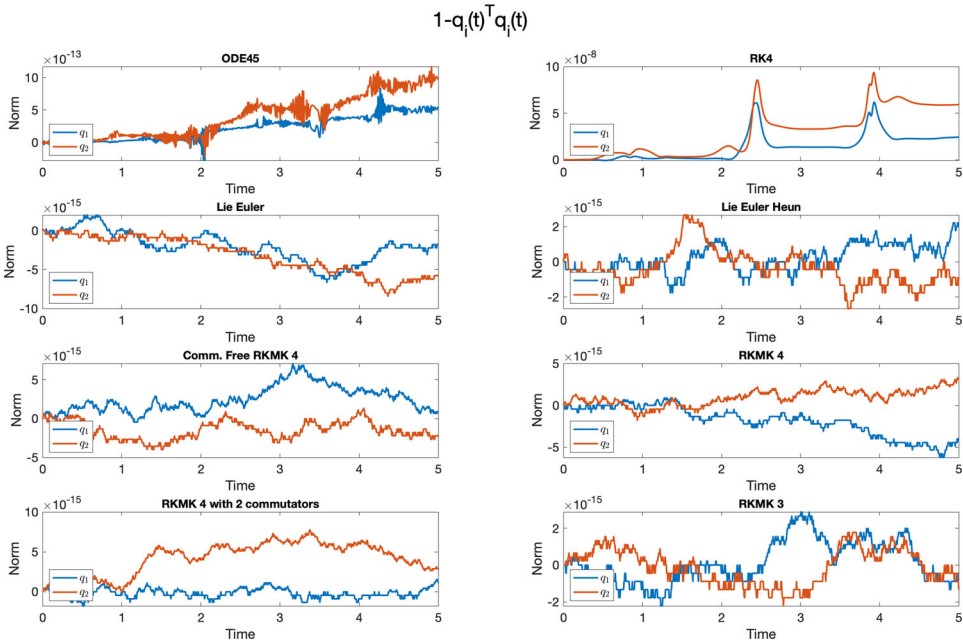 1-qᵢ(t)ᵀqᵢ(t)
ODE45
×10⁻¹³
10
5
0
Norm
q₁
q₂
0 1 2 3 4 5
Time
RK4
×10⁻⁸
10
5
0
Norm
q₁
q₂
0 1 2 3 4 5
Time
Lie Euler
×10⁻¹⁵
0
-5
-10
Norm
q₁
q₂
0 1 2 3 4 5
Time
Lie Euler Heun
×10⁻¹⁵
2
0
-2
Norm
q₁
q₂
0 1 2 3 4 5
Time
Comm. Free RKMK 4
×10⁻¹⁵
5
0
-5
Norm
q₁
q₂
0 1 2 3 4 5
Time
RKMK 4
×10⁻¹⁵
5
0
-5
Norm
q₁
q₂
0 1 2 3 4 5
Time
RKMK 4 with 2 commutators
×10⁻¹⁵
10
5
0
Norm
q₁
q₂
0 1 2 3 4 5
Time
RKMK 3
×10⁻¹⁵
2
0
-2
Norm
q₁
q₂
0 1 2 3 4 5
Time